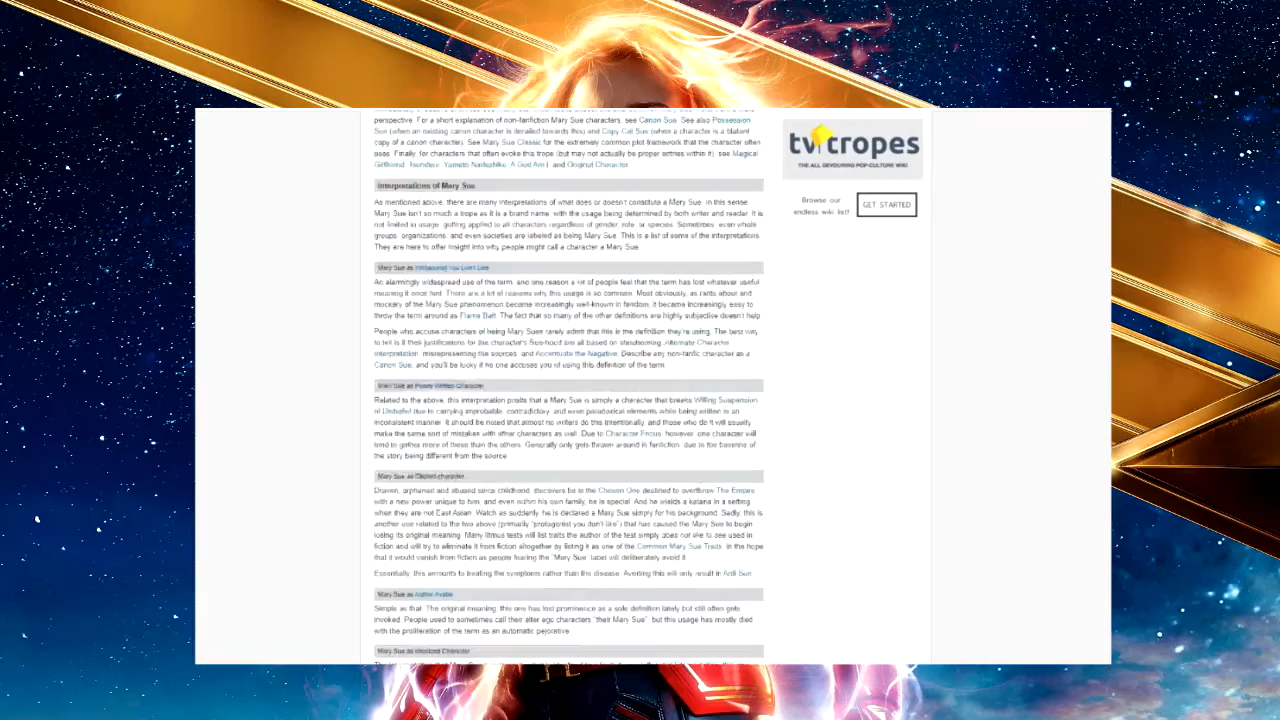 perspective. For a short explanation of non-fanfiction Mary Sue characters, see Canon Sue. See also Possession
Sue (when an existing canon character is derailed towards this) and Copy Cat Sue (when a character is a blatant
copy of a canon character). See Mary Sue Classic for the extremely common plot framework that the character often
uses. Finally, for characters that often evoke this trope (but may not actually be proper entries within it), see Magical
Girlfriend, Yamato Nadeshiko, A God Am I, and Original Character.
Interpretations of Mary Sue
As mentioned above, there are many interpretations of what does or doesn't constitute a Mary Sue. In this sense,
Mary Sue isn't so much a trope as it is a brand name, with the usage being determined by both writer and reader. It is
not limited in usage, getting applied to all characters regardless of gender, role, or species. Sometimes, even whole
groups, organizations, and even societies are labeled as being Mary Sue. This is a list of some of the interpretations.
They are here to offer insight into why people might call a character a Mary Sue.
Mary Sue as Protagonist You Don't Like
An alarmingly widespread use of the term, and one reason a lot of people feel that the term has lost whatever useful
meaning it once had. There are a lot of reasons why this usage is so common. Most obviously, as rants about and
mockery of the Mary Sue phenomenon became increasingly well-known in fandom, it became increasingly easy to
throw the term around as Flame Bait. The fact that so many of the other definitions are highly subjective doesn't help.
People who accuse characters of being Mary Sues rarely admit that this is the definition they're using. The best way
to tell is if their justifications for the character's Sue-hood are all based on shoehorning, Alternate Character
Interpretation, misrepresenting the sources, and Accentuate the Negative. Describe any non-fanfic character as a
Canon Sue, and you'll be lucky if no one accuses you of using this definition of the term.
Mary Sue as Poorly Written Character
Related to the above, this interpretation posits that a Mary Sue is simply a character that breaks Willing Suspension
of Disbelief due to carrying improbable, contradictory, and even paradoxical elements while being written in an
inconsistent manner. It should be noted that almost no writers do this intentionally, and those who do it will usually
make the same sort of mistakes with other characters as well. Due to Character Focus, however, one character will
tend to gather more of these than the others. Generally only gets thrown around in fanfiction, due to the baseline of
the story being different from the source.
Mary Sue as Clichéd character.
Draven, orphaned and abused since childhood, discovers he is the Chosen One destined to overthrow The Empire
with a new power unique to him, and even within his own family, he is special. And he wields a katana in a setting
when they are not East Asian. Watch as suddenly, he is declared a Mary Sue simply for his background. Sadly, this is
another use related to the two above (primarily "protagonist you don't like") that has caused the Mary Sue to begin
losing its original meaning. Many litmus tests will list traits the author of the test simply does not like to see used in
fiction and will try to eliminate it from fiction altogether by listing it as one of the Common Mary Sue Traits, in the hope
that it would vanish from fiction as people fearing the "Mary Sue" label will deliberately avoid it.
Essentially, this amounts to treating the symptoms rather than the disease. Averting this will only result in Anti-Sue.
Mary Sue as Author Avatar
Simple as that. The original meaning, this one has lost prominence as a sole definition lately but still often gets
invoked. People used to sometimes call their alter ego characters "their Mary Sue", but this usage has mostly died
with the proliferation of the term as an automatic pejorative.
Mary Sue as Idealized Character
tvtropes
THE ALL DEVOURING POP-CULTURE WIKI
Browse our
endless wiki list!
GET STARTED